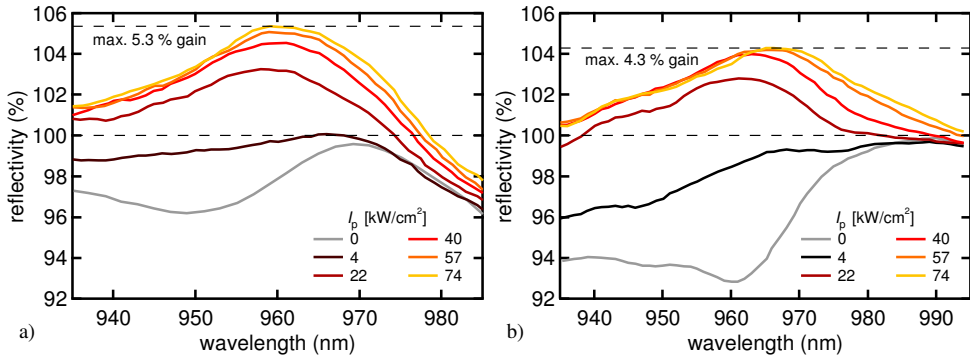 106
104
102
100
98
96
94
92
reflectivity (%)
max. 5.3 % gain
Ip [kW/cm²]
0 40
4 57
22 74
940 950 960 970 980
wavelength (nm)
a)
106
104
102
100
98
96
94
92
reflectivity (%)
max. 4.3 % gain
Ip [kW/cm²]
0 40
4 57
22 74
940 950 960 970 980 990
wavelength (nm)
b)